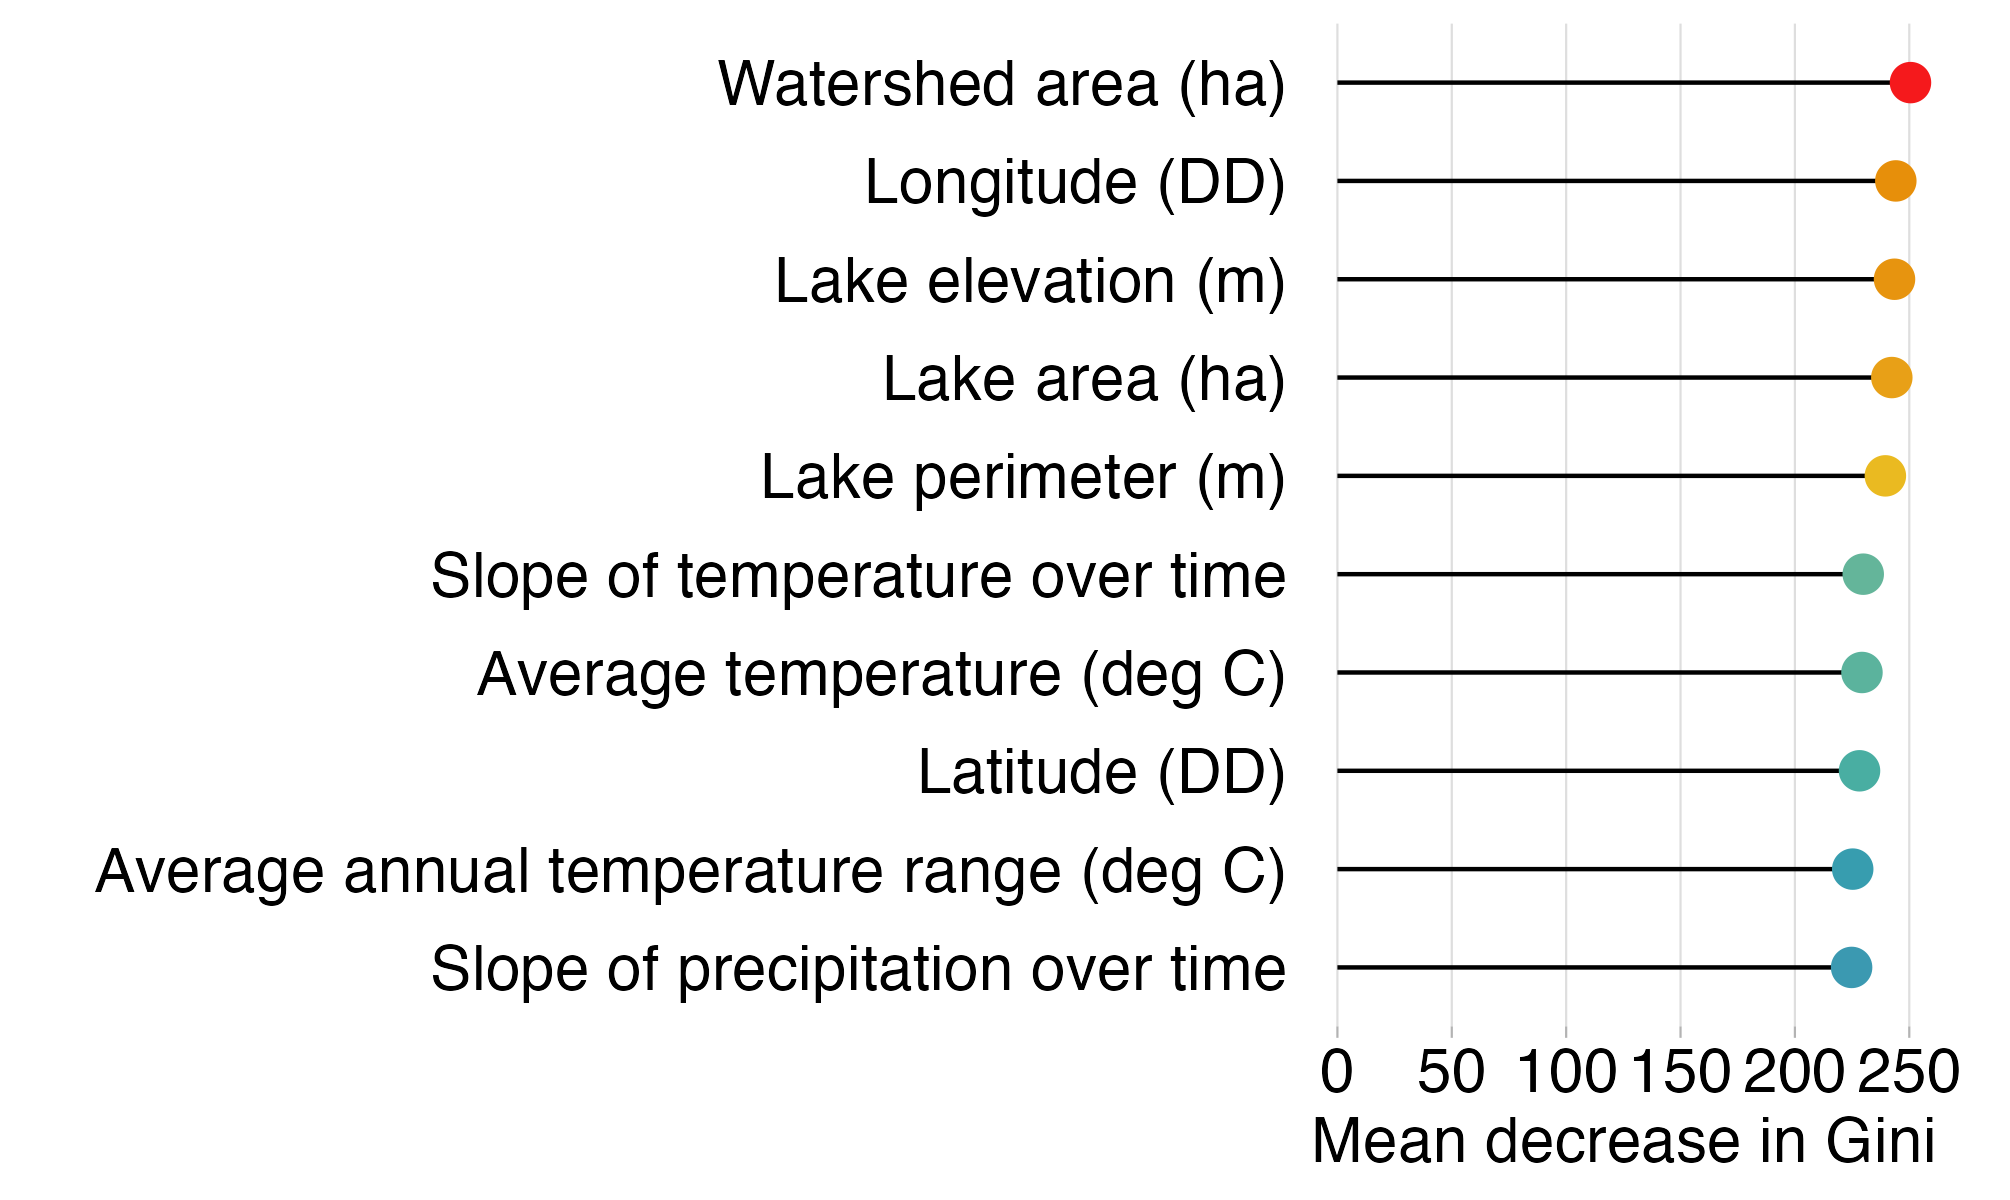 Watershed area (ha)
Longitude (DD)
Lake elevation (m)
Lake area (ha)
Lake perimeter (m)
Slope of temperature over time
Average temperature (deg C)
Latitude (DD)
Average annual temperature range (deg C)
Slope of precipitation over time
0 50 100 150 200 250
Mean decrease in Gini